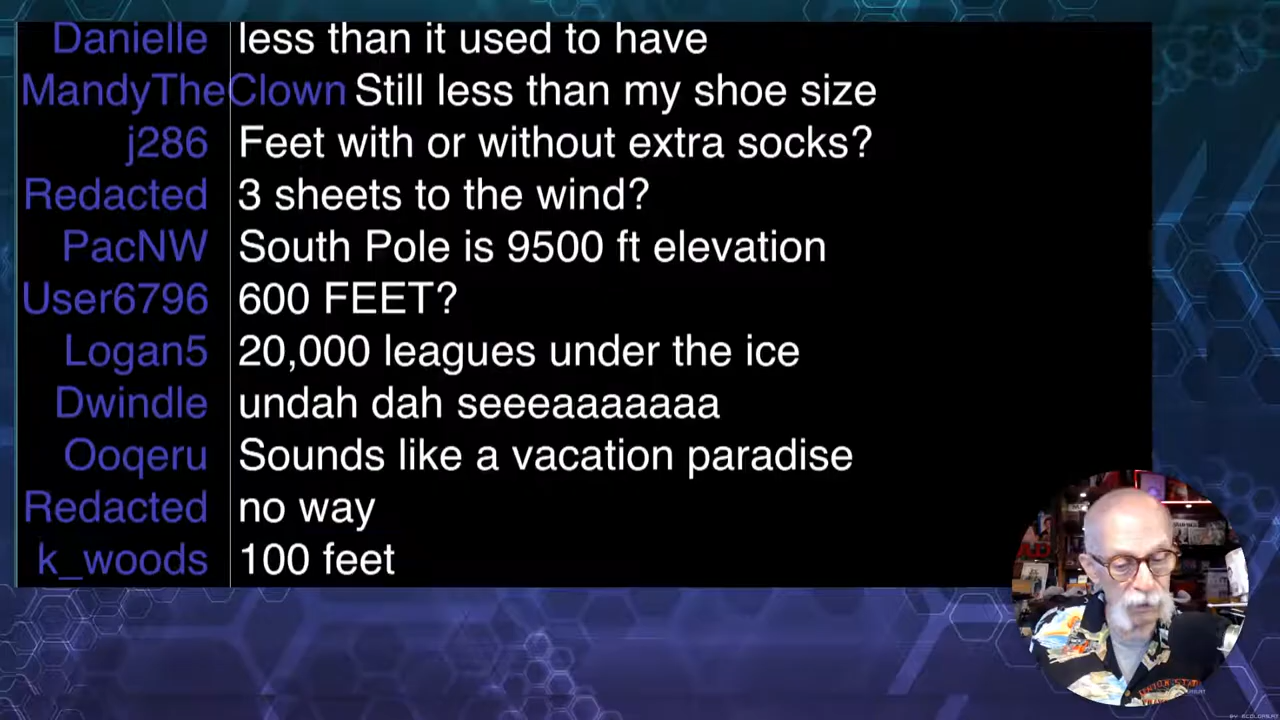 Danielle less than it used to have
MandyTheClown Still less than my shoe size
j286 Feet with or without extra socks?
Redacted 3 sheets to the wind?
PacNW South Pole is 9500 ft elevation
User6796 600 FEET?
Logan5 20,000 leagues under the ice
Dwindle undah dah seeeaaaaaaa
Ooqeru Sounds like a vacation paradise
Redacted no way
k_woods 100 feet